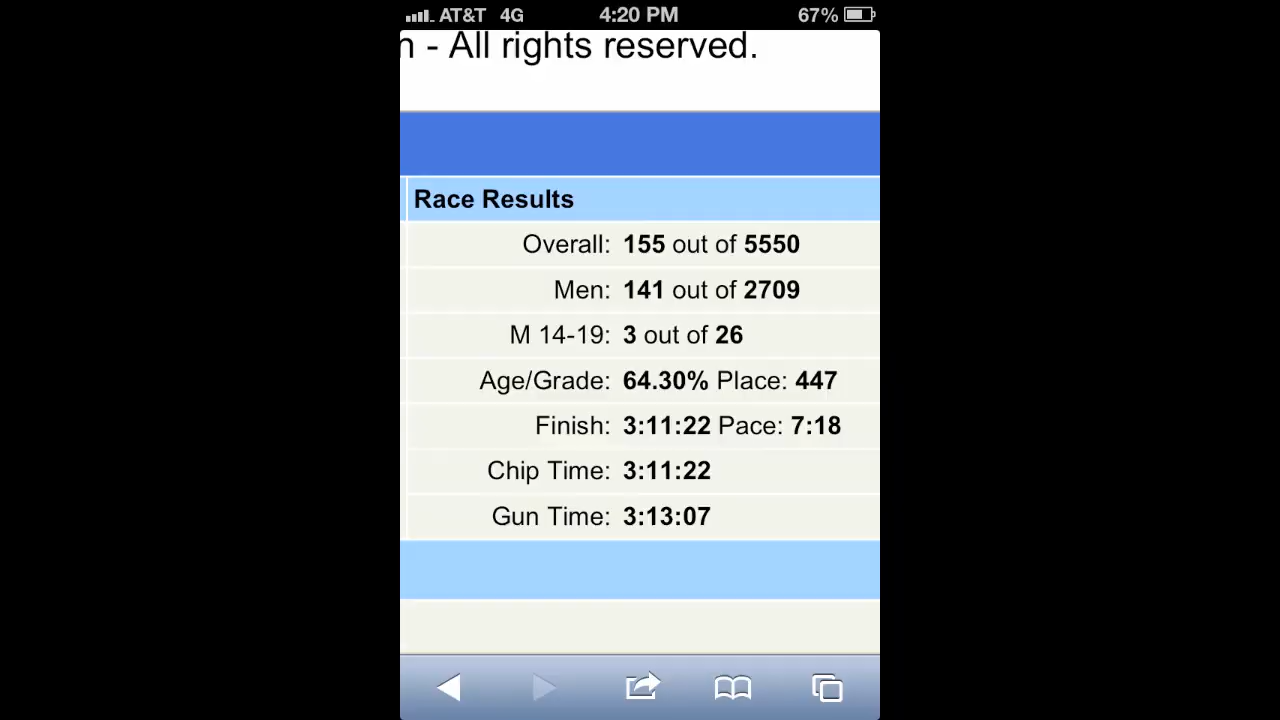 AT&T 4G 4:20 PM 67%
n - All rights reserved.
Race Results
Overall: 155 out of 5550
Men: 141 out of 2709
M 14-19: 3 out of 26
Age/Grade: 64.30% Place: 447
Finish: 3:11:22 Pace: 7:18
Chip Time: 3:11:22
Gun Time: 3:13:07